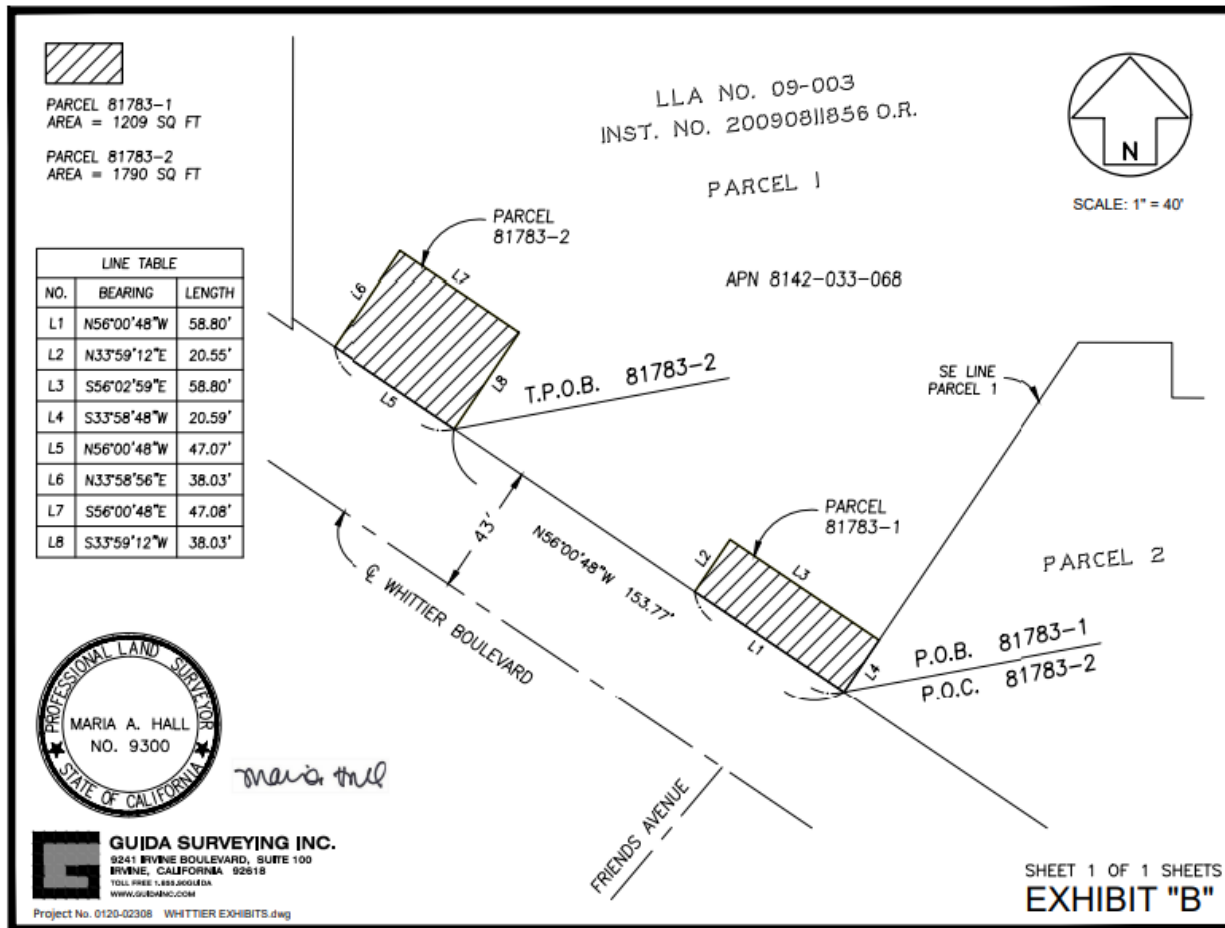 PARCEL 81783-1
AREA = 1209 SQ FT
PARCEL 81783-2
AREA = 1790 SQ FT
LLA NO. 09-003
INST. NO. 20090811856 O.R.
PARCEL 1
N
SCALE: 1" = 40'
PARCEL
81783-2
APN 8142-033-068
LINE TABLE
NO. BEARING LENGTH
L1 N56°00'48"W 58.80'
L2 N33°59'12"E 20.55'
L3 S56°02'59"E 58.80'
L4 S33°58'48"W 20.59'
L5 N56°00'48"W 47.07'
L6 N33°58'56"E 38.03'
L7 S56°00'48"E 47.08'
L8 S33°59'12"W 38.03'
L6
L7
L8
L5
T.P.O.B. 81783-2
SE LINE
PARCEL 1
43'
N56°00'48"W 153.77'
℄ WHITTIER BOULEVARD
PARCEL
81783-1
L2
L3
L1
L4
PARCEL 2
P.O.B. 81783-1
P.O.C. 81783-2
FRIENDS AVENUE
PROFESSIONAL LAND SURVEYOR
MARIA A. HALL
NO. 9300
STATE OF CALIFORNIA
Maria Hall
GUIDA SURVEYING INC.
9241 IRVINE BOULEVARD, SUITE 100
IRVINE, CALIFORNIA 92618
TOLL FREE 1.855.90GUIDA
WWW.GUIDAINC.COM
Project No. 0120-02308 WHITTIER EXHIBITS.dwg
SHEET 1 OF 1 SHEETS
EXHIBIT "B"